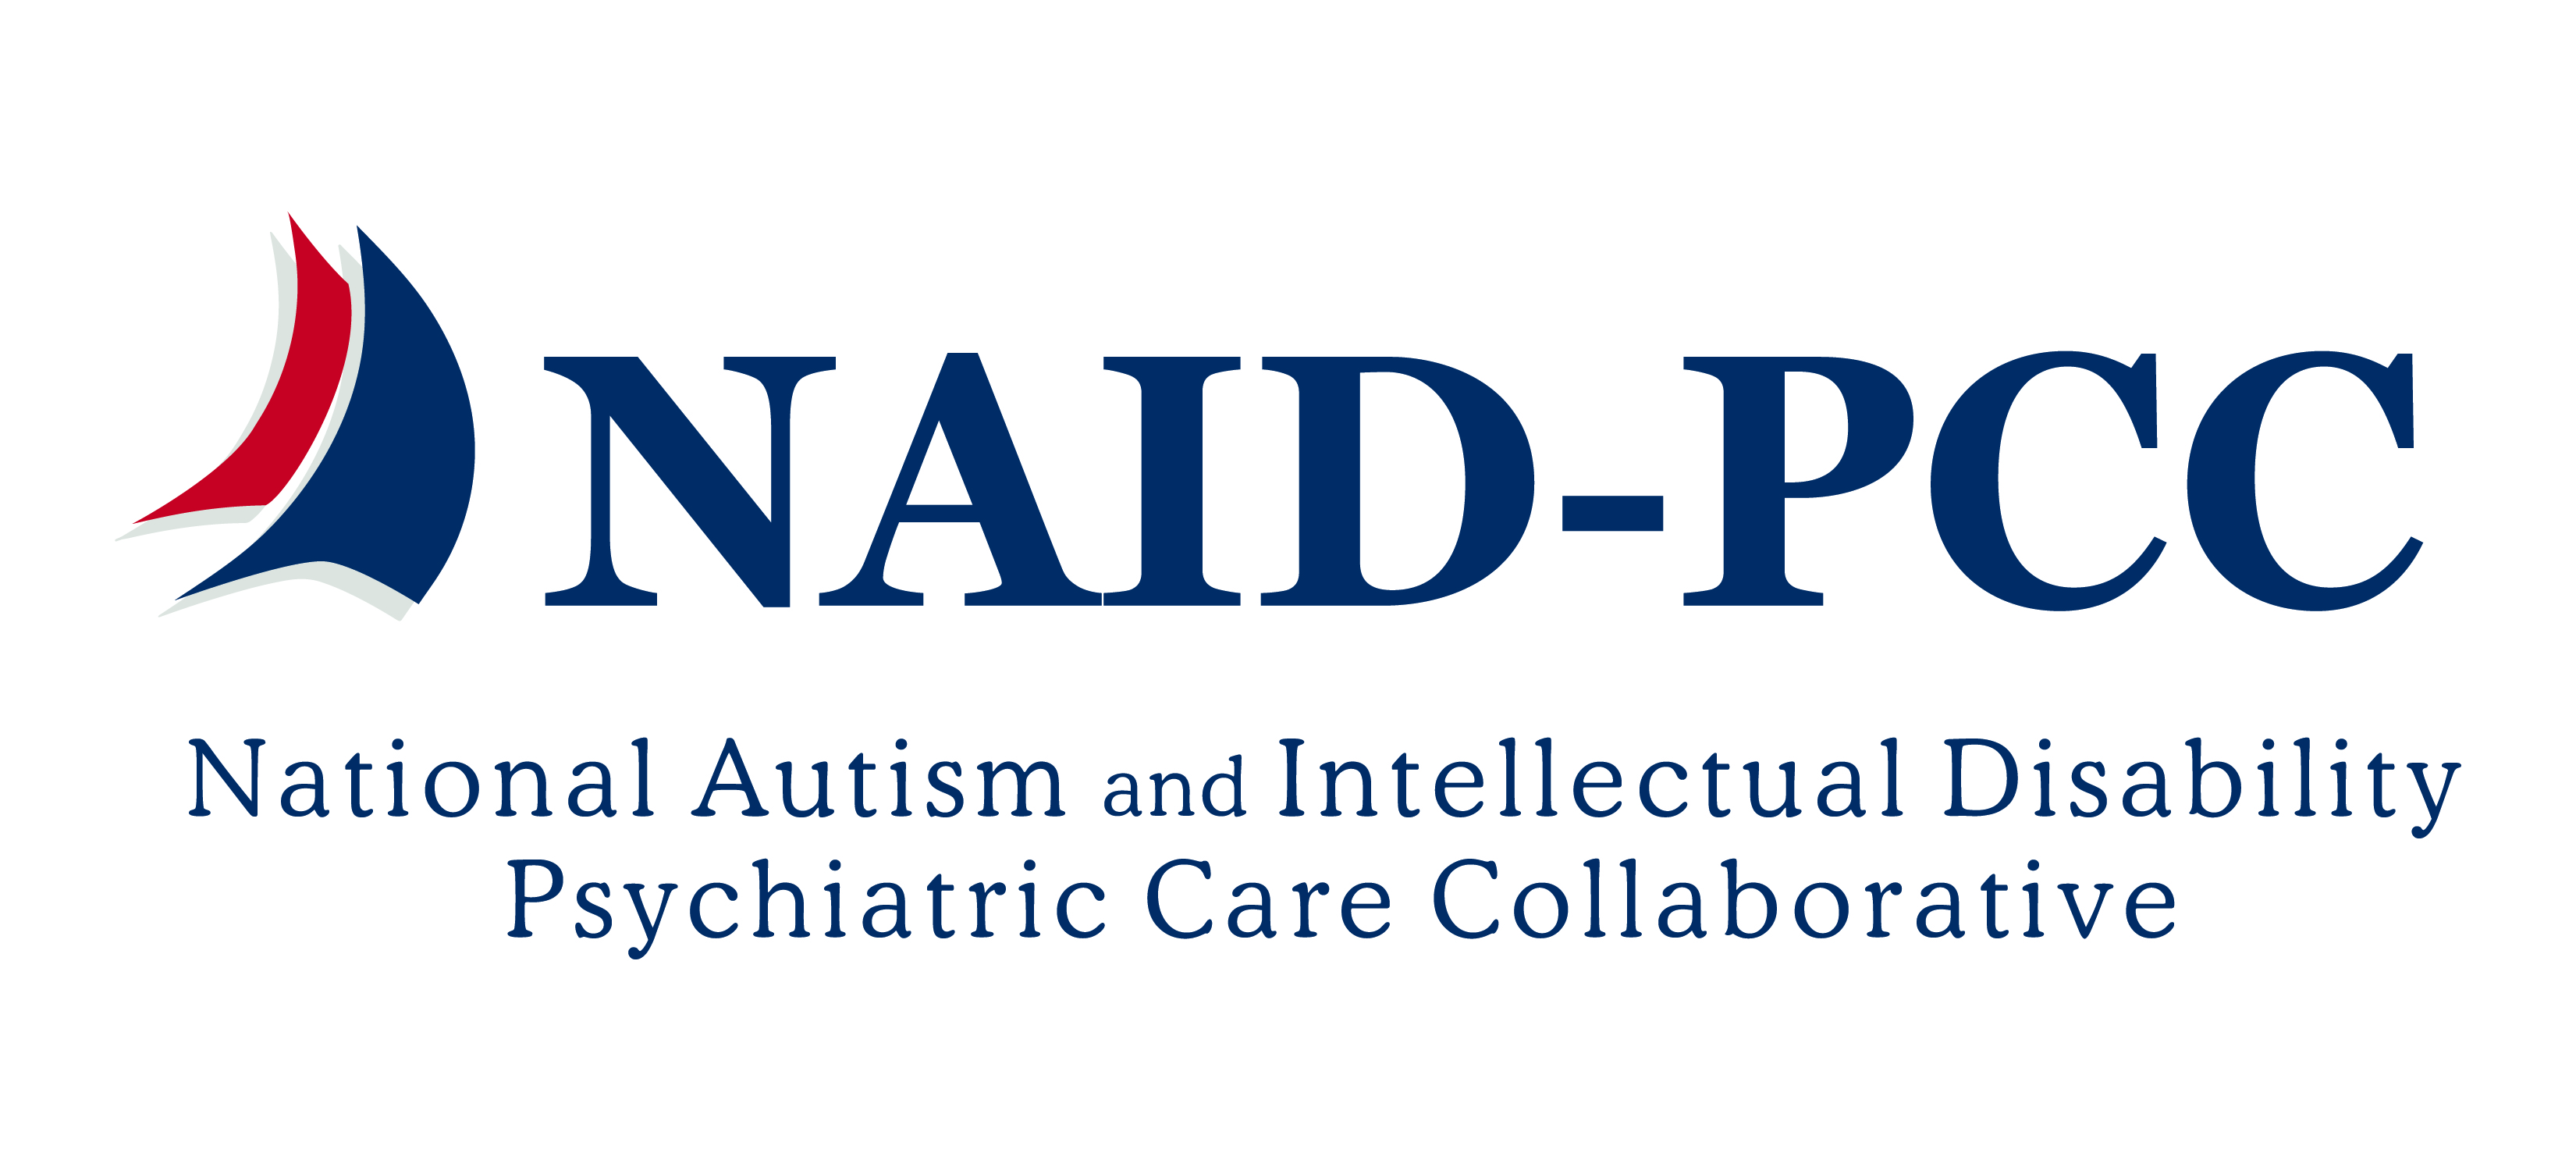 NAID-PCC
National Autism and Intellectual Disability
Psychiatric Care Collaborative